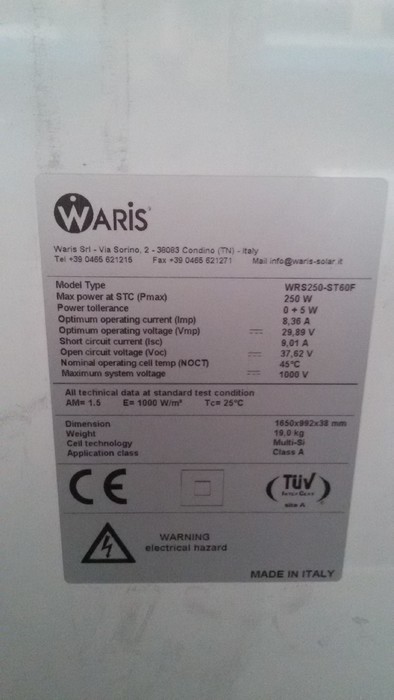 WARIS
Waris Srl - Via Sorino, 2 - 38083 Condino (TN) - Italy
Tel +39 0465 621215 Fax +39 0465 621271 Mail info@waris-solar.it
Model Type WRS250-ST60F
Max power at STC (Pmax) 250 W
Power tollerance 0 + 5 W
Optimum operating current (Imp) 8,36 A
Optimum operating voltage (Vmp) 29,89 V
Short circuit current (Isc) 9,01 A
Open circuit voltage (Voc) 37,62 V
Nominal operating cell temp (NOCT) 45°C
Maximum system voltage 1000 V
All technical data at standard test condition
AM= 1.5 E= 1000 W/m² Tc= 25°C
Dimension 1650x992x38 mm
Weight 19,0 kg
Cell technology Multi-Si
Application class Class A
CE
TÜV
WARNING
electrical hazard
MADE IN ITALY